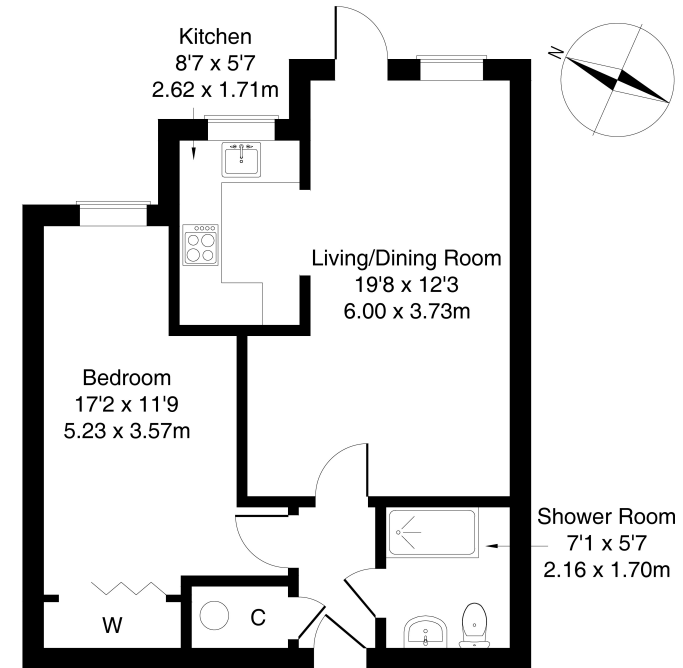 Kitchen
8'7 x 5'7
2.62 x 1.71m
N
Living/Dining Room
19'8 x 12'3
6.00 x 3.73m
Bedroom
17'2 x 11'9
5.23 x 3.57m
Shower Room
7'1 x 5'7
2.16 x 1.70m
W
C